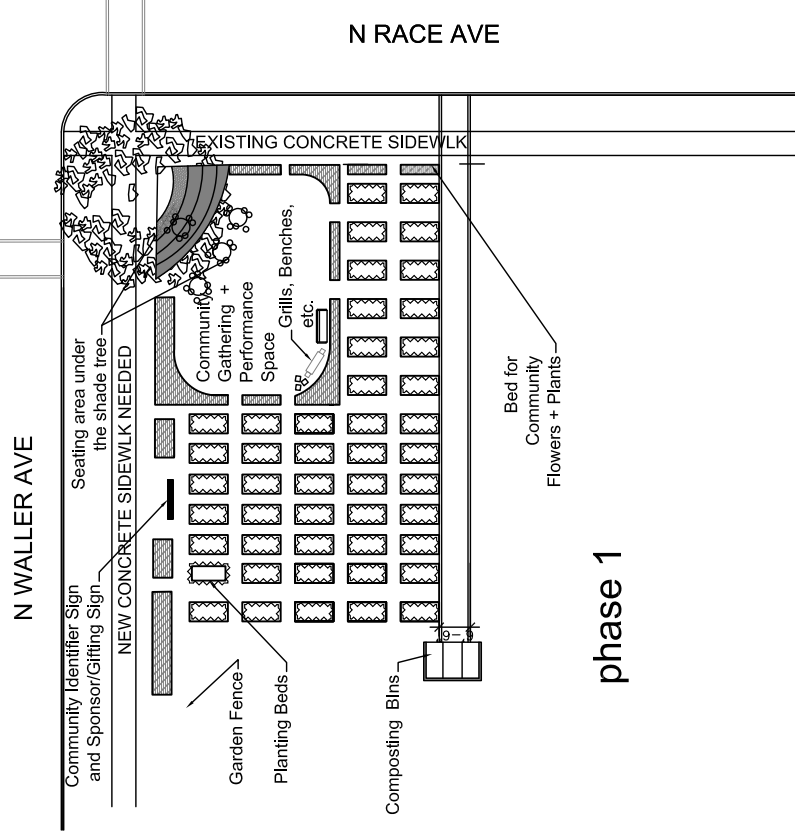 N RACE AVE
EXISTING CONCRETE SIDEWLK
N WALLER AVE
Seating area under
the shade tree
NEW CONCRETE SIDEWLK NEEDED
Community Identifier Sign
and Sponsor/Gifting Sign
Community
Gathering +
Performance
Space
Grills, Benches,
etc.
Bed for
Community
Flowers + Plants
Garden Fence
Planting Beds
Composting BIns
phase 1